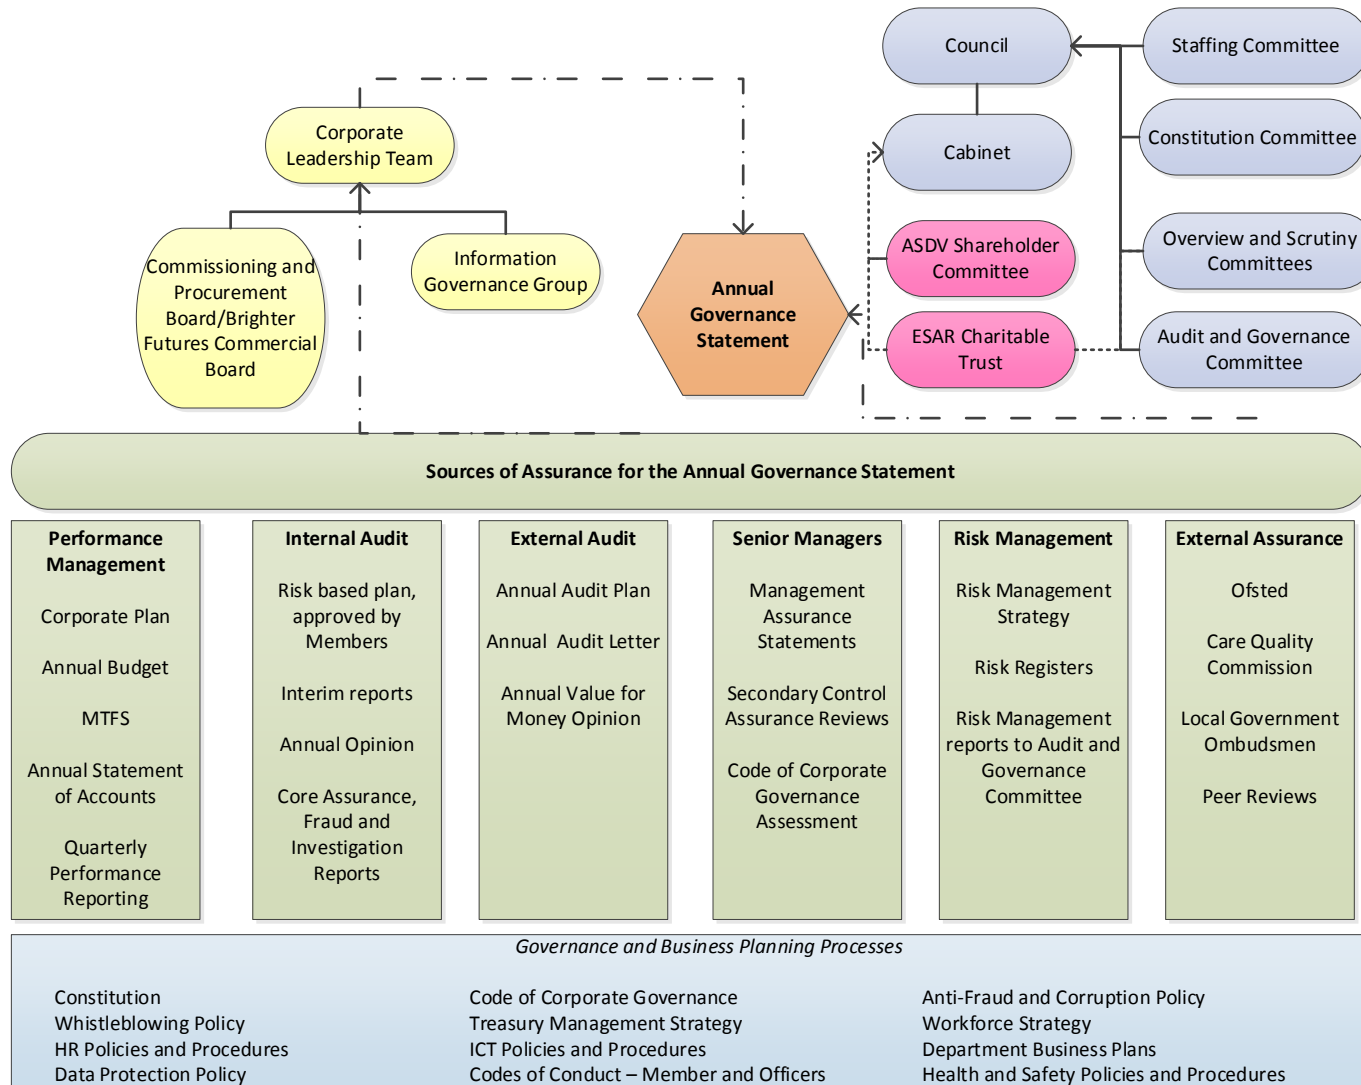 Council
Staffing Committee
Corporate
Leadership Team
Cabinet
Constitution Committee
Commissioning and
Procurement
Board/Brighter
Futures Commercial
Board
Information
Governance Group
Annual
Governance
Statement
ASDV Shareholder
Committee
Overview and Scrutiny
Committees
ESAR Charitable
Trust
Audit and Governance
Committee
Sources of Assurance for the Annual Governance Statement
Performance
Management
Corporate Plan
Annual Budget
MTFS
Annual Statement
of Accounts
Quarterly
Performance
Reporting
Internal Audit
Risk based plan,
approved by
Members
Interim reports
Annual Opinion
Core Assurance,
Fraud and
Investigation
Reports
External Audit
Annual Audit Plan
Annual  Audit Letter
Annual Value for
Money Opinion
Senior Managers
Management
Assurance
Statements
Secondary Control
Assurance Reviews
Code of Corporate
Governance
Assessment
Risk Management
Risk Management
Strategy
Risk Registers
Risk Management
reports to Audit and
Governance
Committee
External Assurance
Ofsted
Care Quality
Commission
Local Government
Ombudsmen
Peer Reviews
Governance and Business Planning Processes
Constitution
Whistleblowing Policy
HR Policies and Procedures
Data Protection Policy
Code of Corporate Governance
Treasury Management Strategy
ICT Policies and Procedures
Codes of Conduct – Member and Officers
Anti-Fraud and Corruption Policy
Workforce Strategy
Department Business Plans
Health and Safety Policies and Procedures